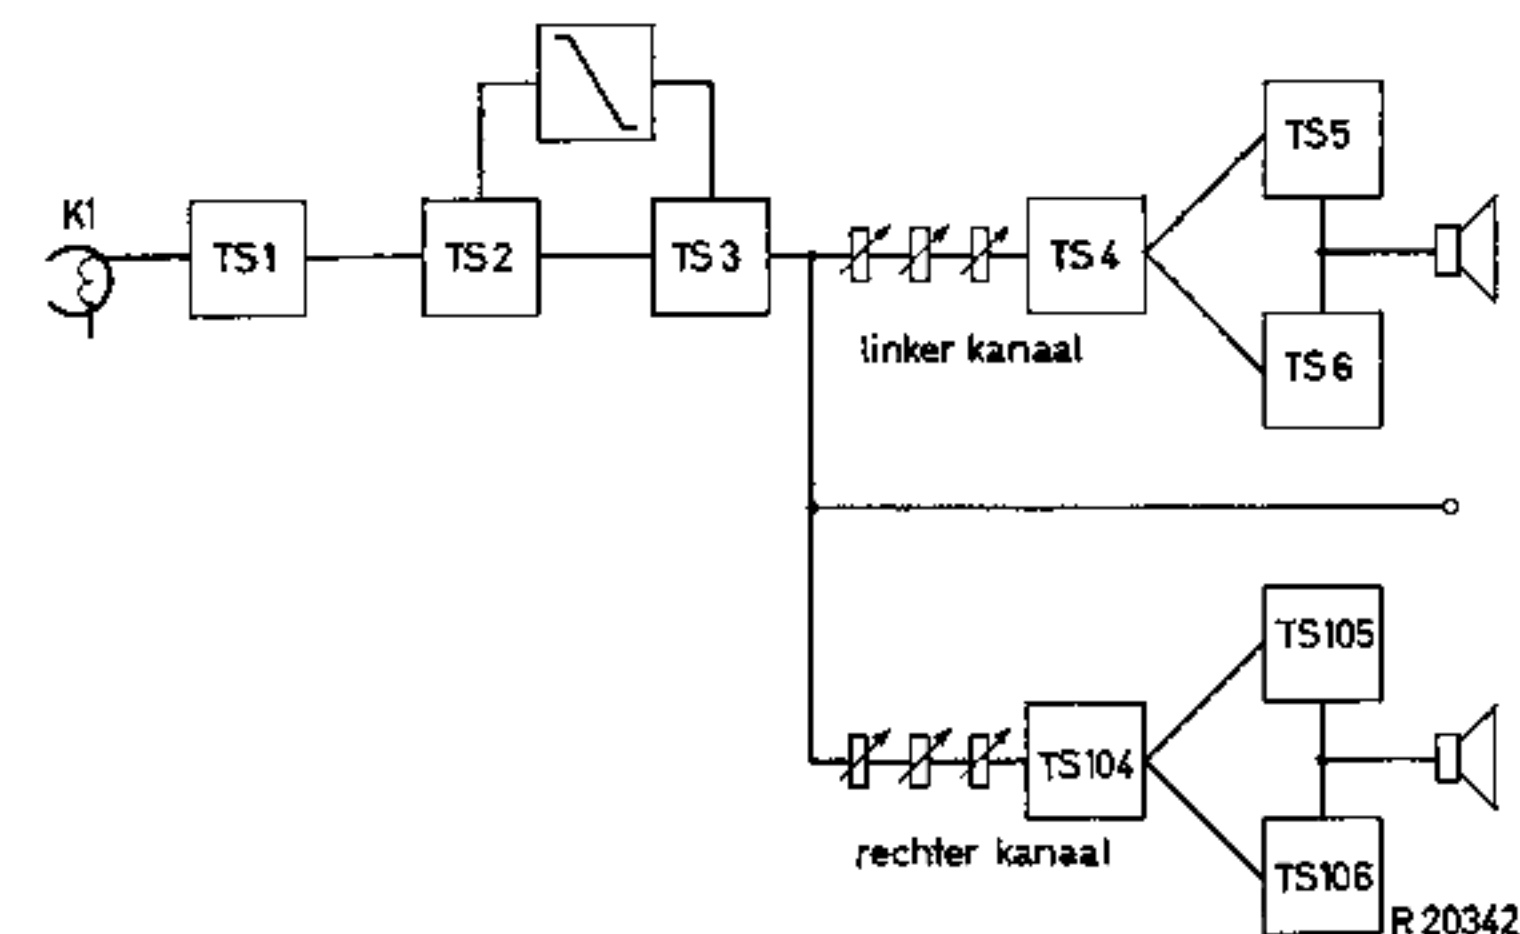 K1
TS1
TS2
TS3
TS4
TS5
TS6
linker kanaal
TS104
TS105
TS106
rechter kanaal
R 20342